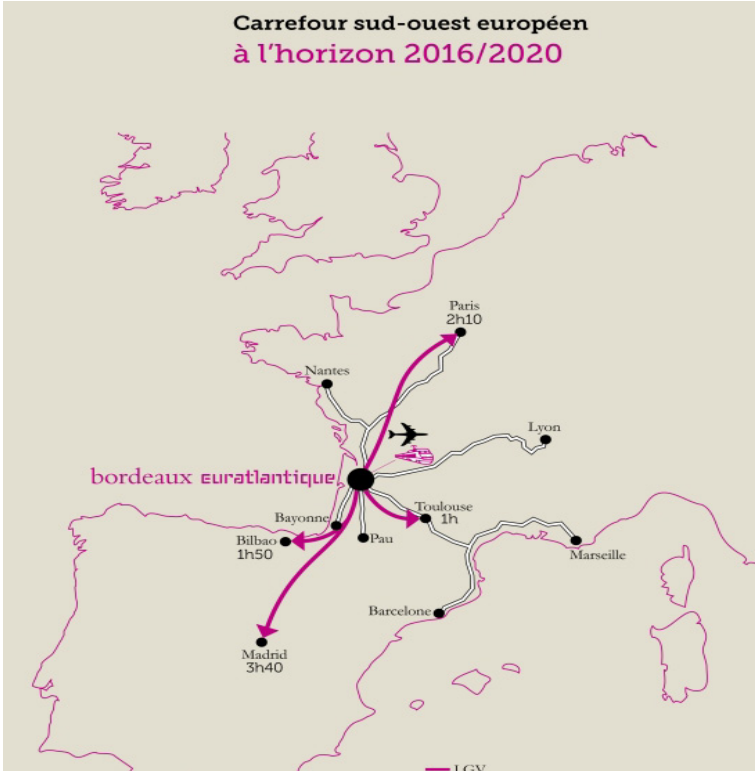 Carrefour sud-ouest européen
à l'horizon 2016/2020
Paris
2h10
Nantes
Lyon
bordeaux euratlantique
Toulouse
1h
Bayonne
Bilbao
1h50
Pau
Marseille
Barcelone
Madrid
3h40
LGV